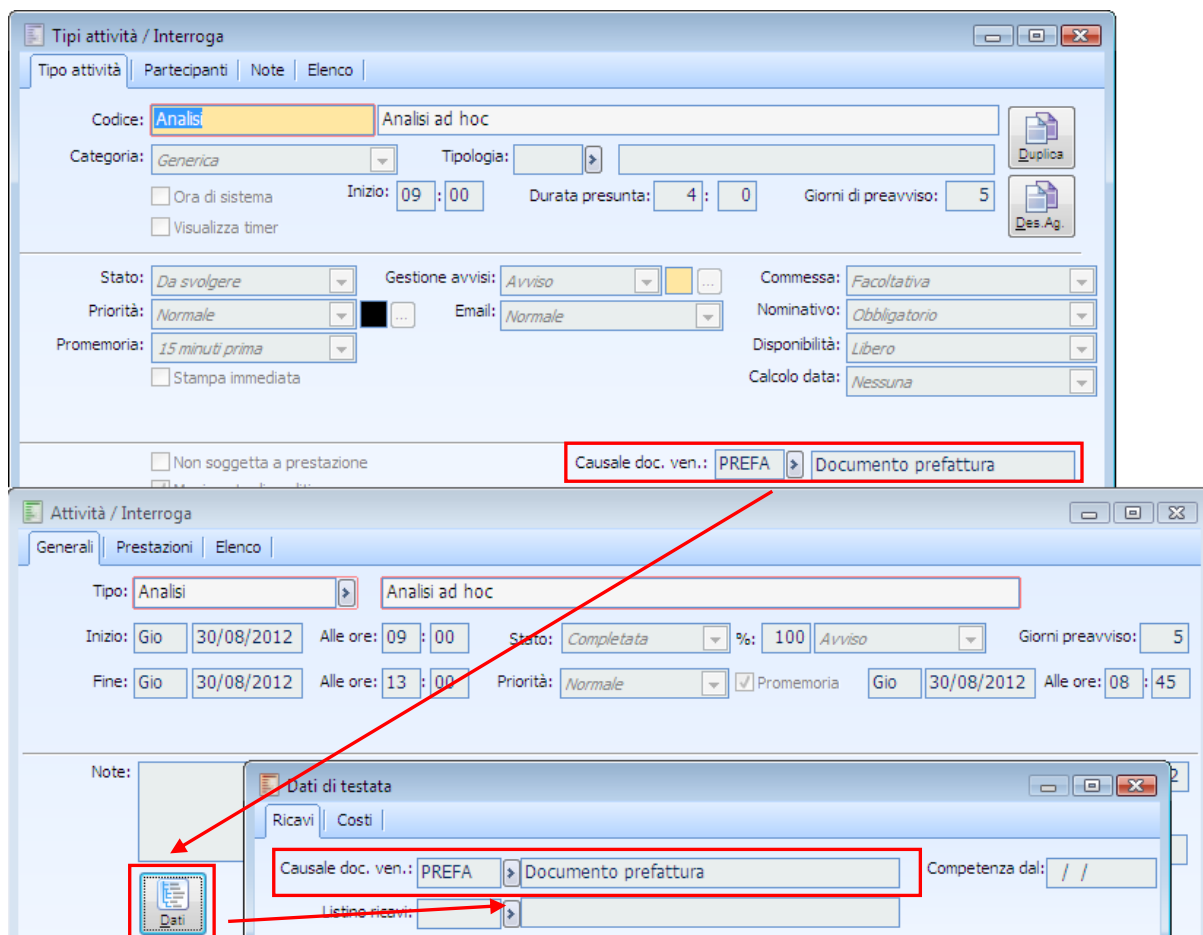 Tipi attività / Interroga
Tipo attività Partecipanti Note Elenco
Codice: Analisi Analisi ad hoc
Duplica
Categoria: Generica Tipologia:
Ora di sistema Inizio: 09 : 00 Durata presunta: 4 : 0 Giorni di preavviso: 5
Des.Ag.
Visualizza timer
Stato: Da svolgere Gestione avvisi: Avviso ... Commessa: Facoltativa
Priorità: Normale ... Email: Normale Nominativo: Obbligatorio
Promemoria: 15 minuti prima Disponibilità: Libero
Stampa immediata Calcolo data: Nessuna
Non soggetta a prestazione Causale doc. ven.: PREFA Documento prefattura
Attività / Interroga
Generali Prestazioni Elenco
Tipo: Analisi Analisi ad hoc
Inizio: Gio 30/08/2012 Alle ore: 09 : 00 Stato: Completata %: 100 Avviso Giorni preavviso: 5
Fine: Gio 30/08/2012 Alle ore: 13 : 00 Priorità: Normale Promemoria Gio 30/08/2012 Alle ore: 08 : 45
Note:
2
Dati di testata
Ricavi Costi
Causale doc. ven.: PREFA Documento prefattura Competenza dal: / /
Dati
Listino ricavi: